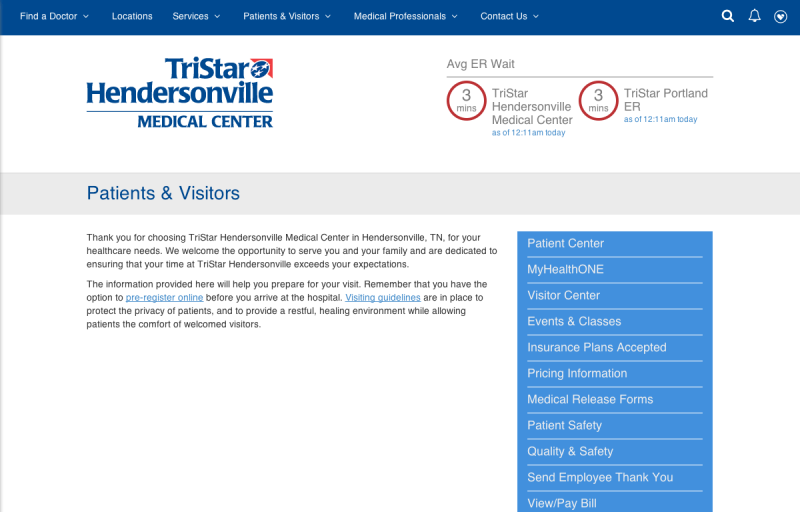 Find a Doctor Locations Services Patients & Visitors Medical Professionals Contact Us
TriStar
Hendersonville
MEDICAL CENTER
Avg ER Wait
3
mins
TriStar
Hendersonville
Medical Center
as of 12:11am today
3
mins
TriStar Portland
ER
as of 12:11am today
Patients & Visitors
Thank you for choosing TriStar Hendersonville Medical Center in Hendersonville, TN, for your
healthcare needs. We welcome the opportunity to serve you and your family and are dedicated to
ensuring that your time at TriStar Hendersonville exceeds your expectations.
The information provided here will help you prepare for your visit. Remember that you have the
option to pre-register online before you arrive at the hospital. Visiting guidelines are in place to
protect the privacy of patients, and to provide a restful, healing environment while allowing
patients the comfort of welcomed visitors.
Patient Center
MyHealthONE
Visitor Center
Events & Classes
Insurance Plans Accepted
Pricing Information
Medical Release Forms
Patient Safety
Quality & Safety
Send Employee Thank You
View/Pay Bill